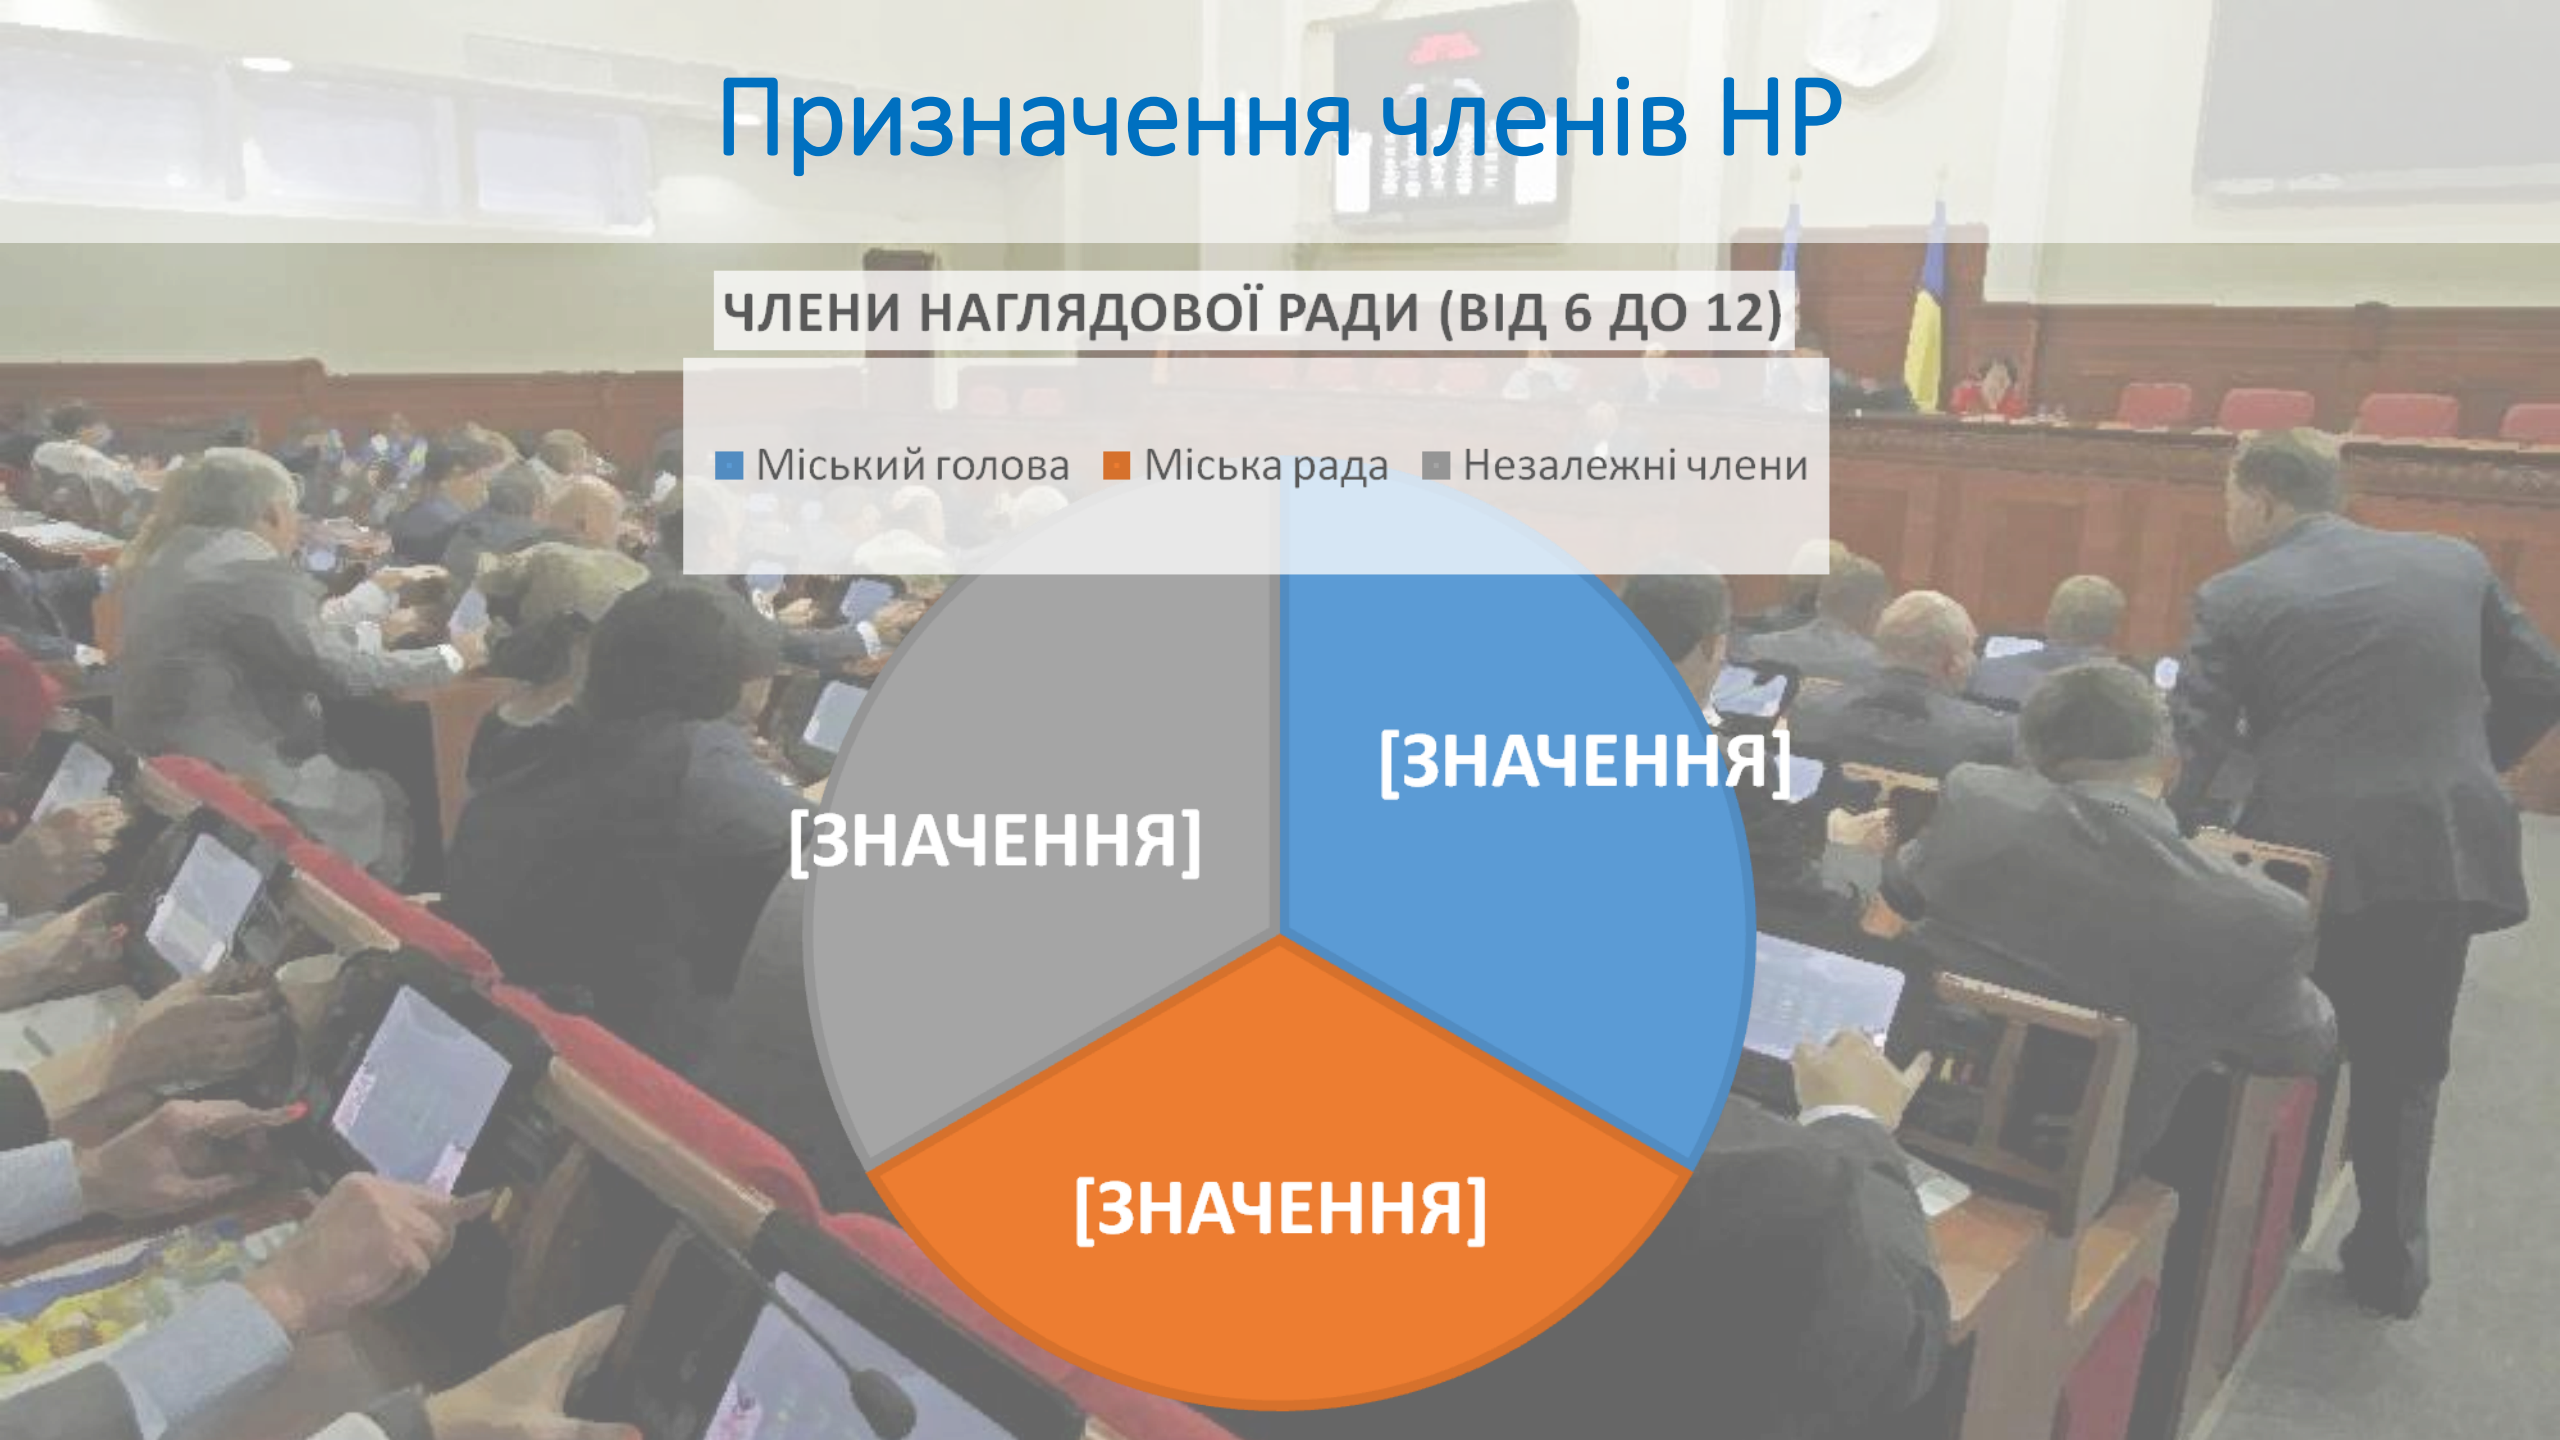 Призначення членів НР
ЧЛЕНИ НАГЛЯДОВОЇ РАДИ (ВІД 6 ДО 12)
Міський голова Міська рада Незалежні члени
[ЗНАЧЕННЯ]
[ЗНАЧЕННЯ]
[ЗНАЧЕННЯ]